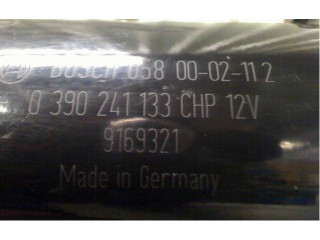 BOSCH 058 00-02-11 2
0 390 241 133 CHP 12V
9169321
Made in Germany